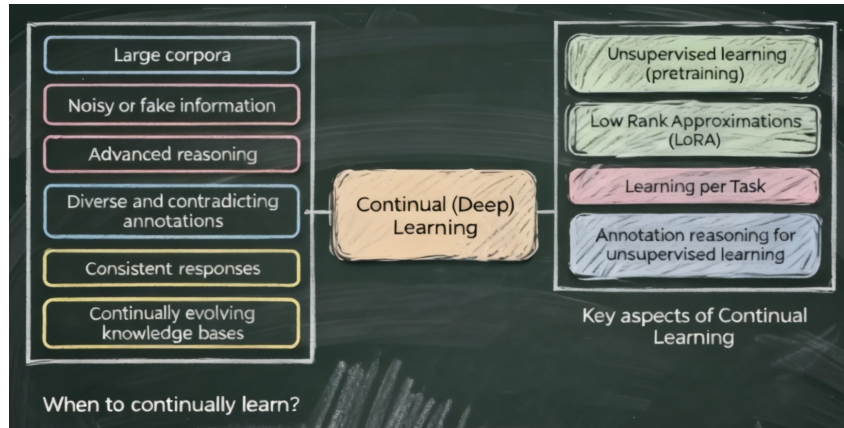 Large corpora
Noisy or fake information
Advanced reasoning
Diverse and contradicting
annotations
Consistent responses
Continually evolving
knowledge bases
When to continually learn?
Continual (Deep)
Learning
Unsupervised learning
(pretraining)
Low Rank Approximations
(LoRA)
Learning per Task
Annotation reasoning for
unsupervised learning
Key aspects of Continual
Learning